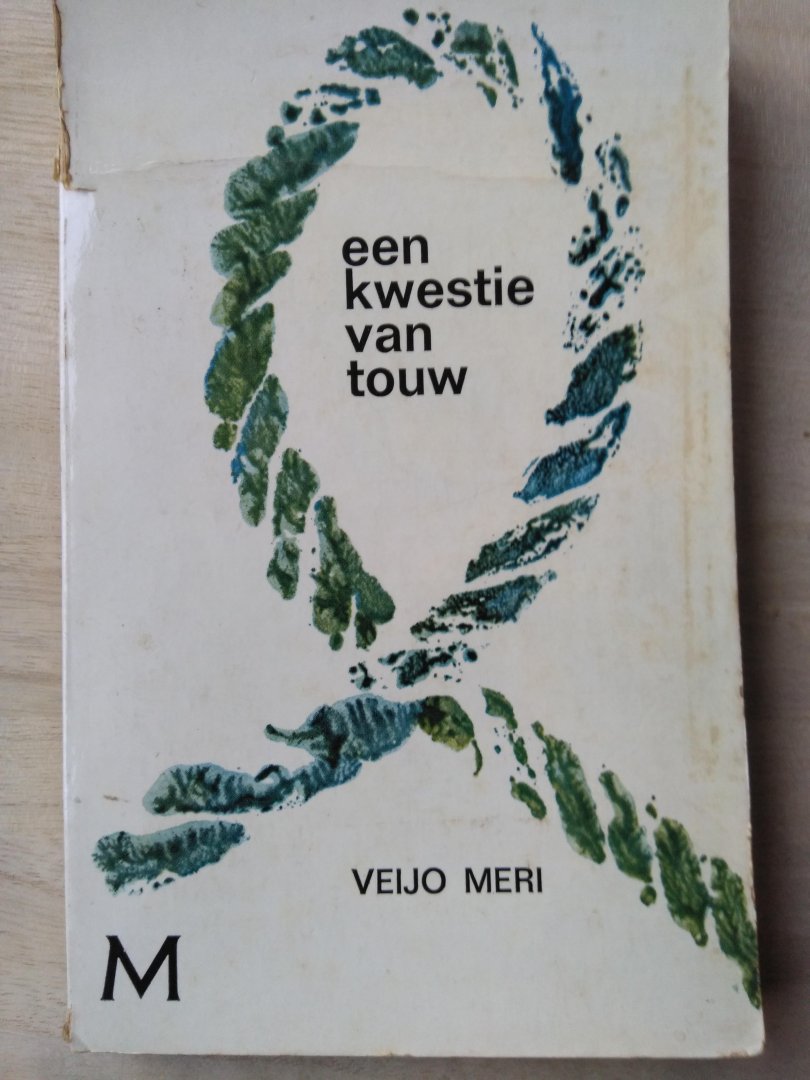 een
kwestie
van
touw
VEIJO MERI
M